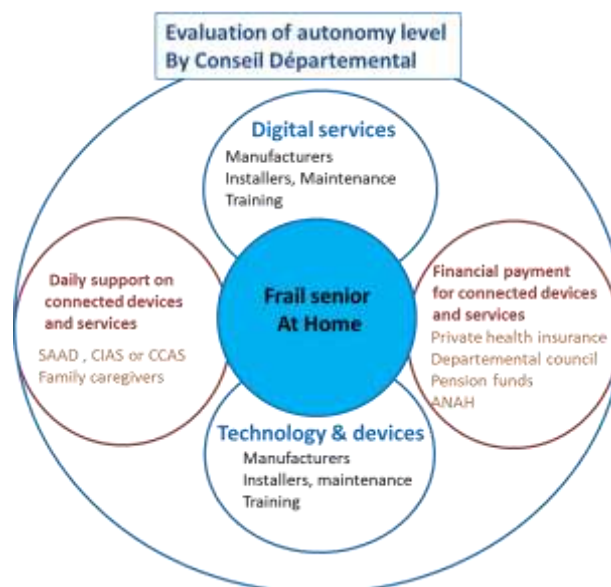 Evaluation of autonomy level
By Conseil Départemental
Digital services
Manufacturers
Installers, Maintenance
Training
Daily support on
connected devices
and services
SAAD , CIAS or CCAS
Family caregivers
Frail senior
At Home
Financial payment
for connected devices
and services
Private health insurance
Departemental council
Pension funds
ANAH
Technology & devices
Manufacturers
Installers, maintenance
Training